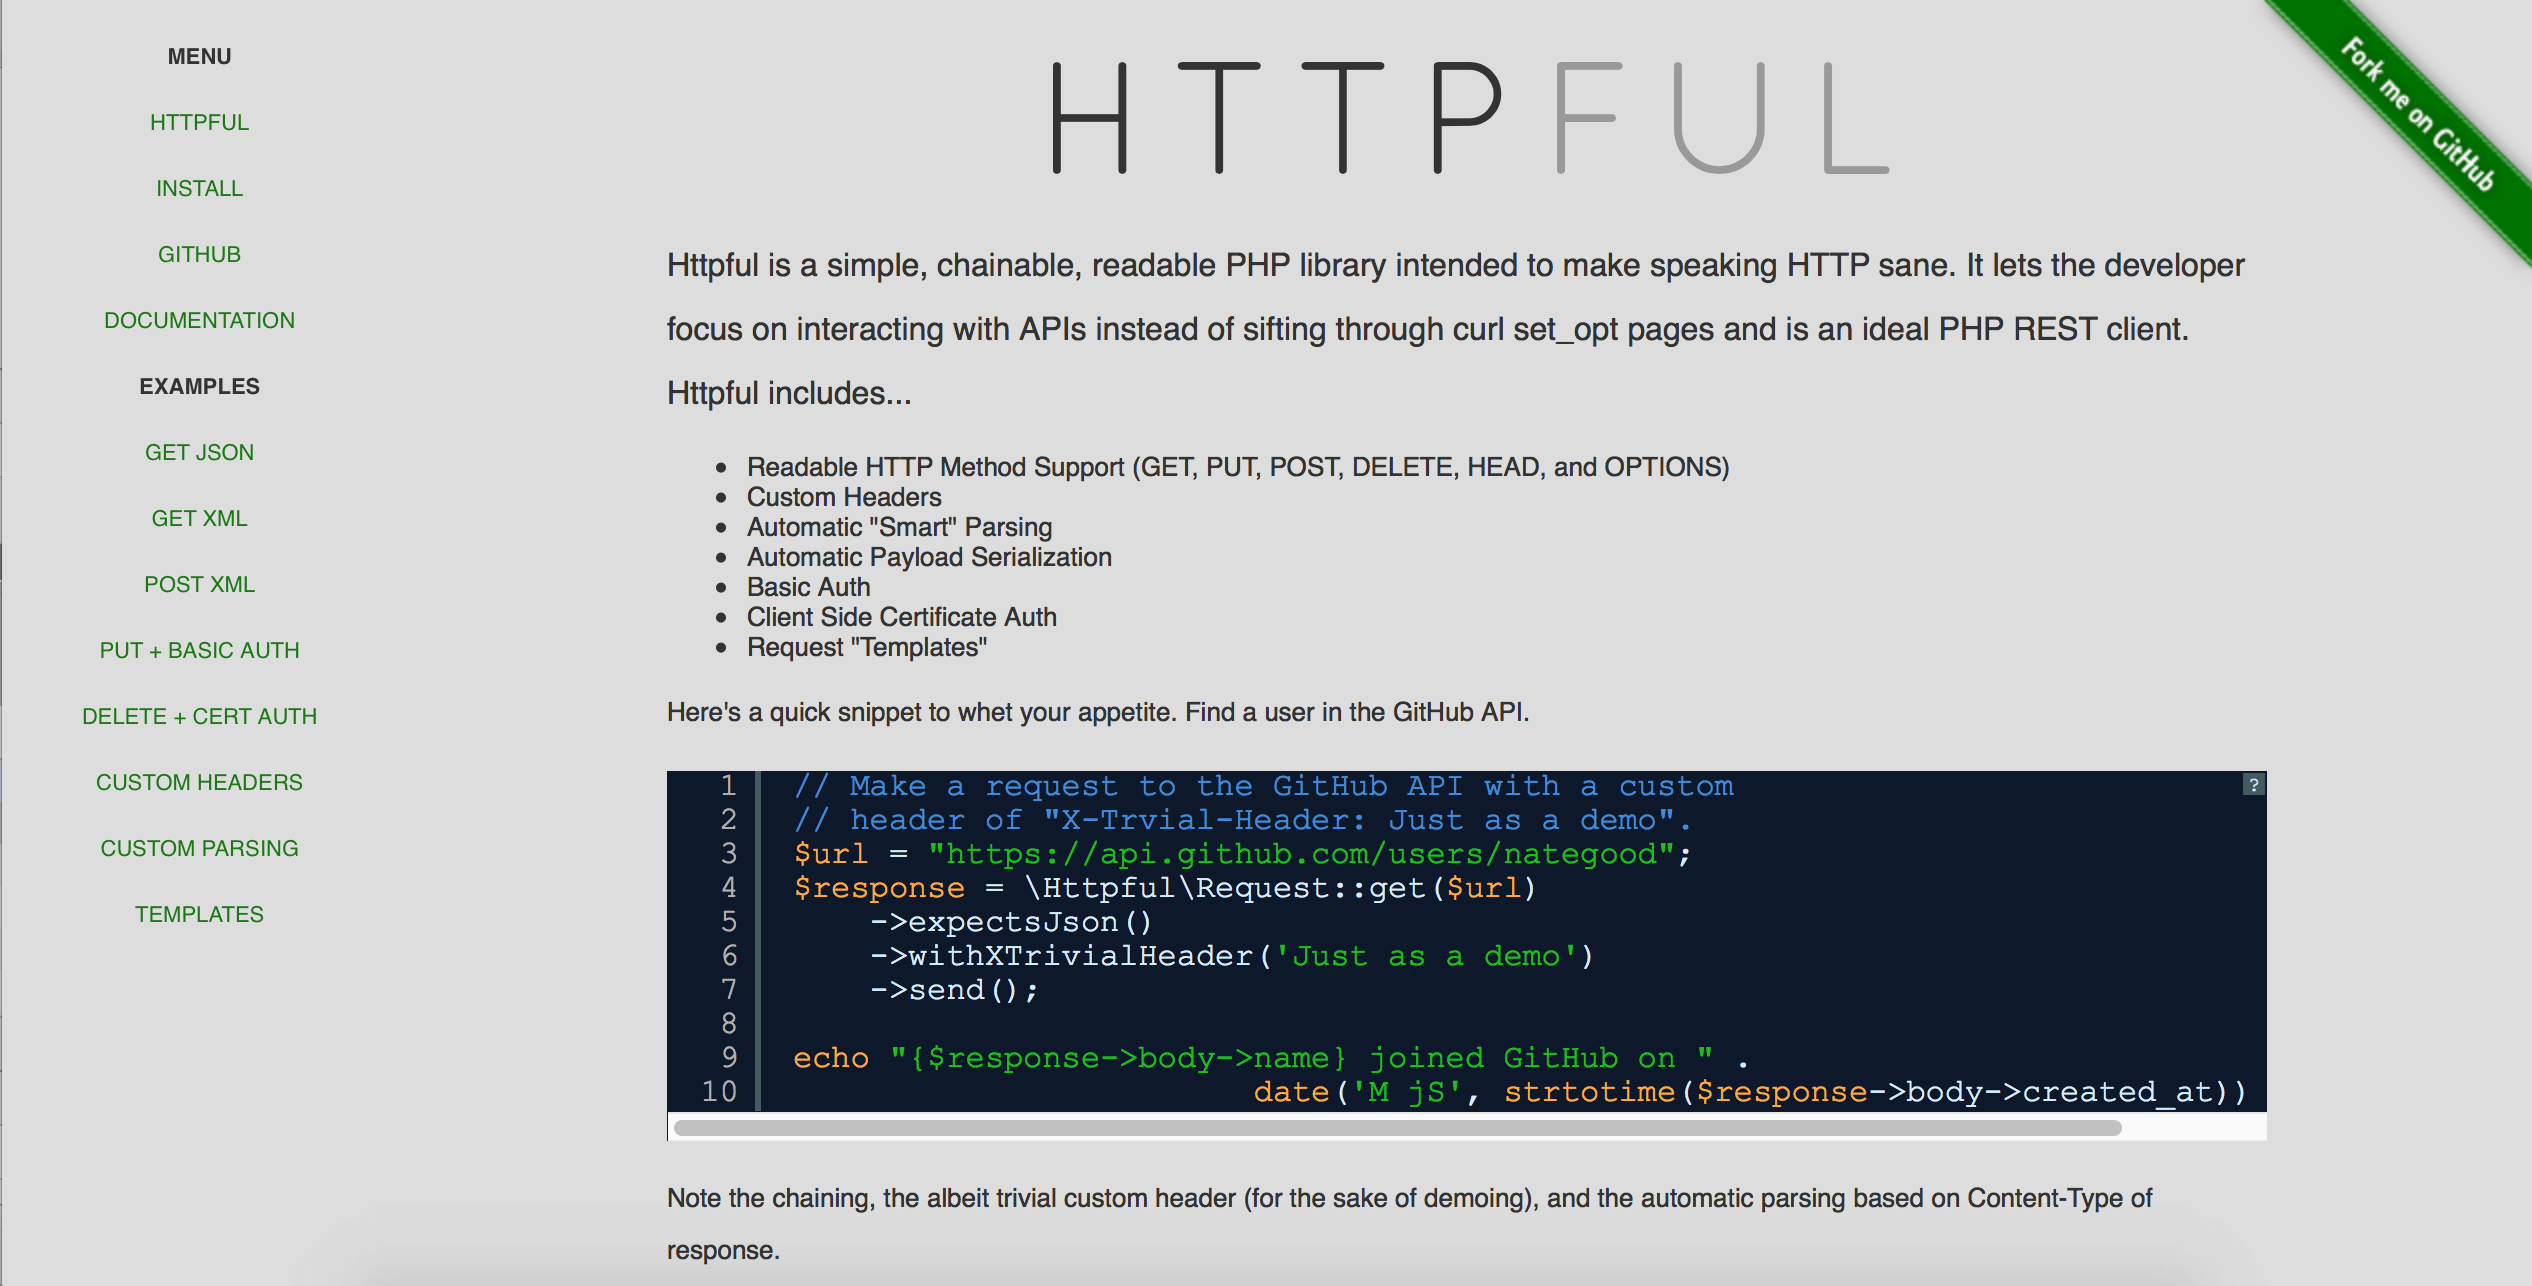 MENU
HTTPFUL
INSTALL
GITHUB
DOCUMENTATION
EXAMPLES
GET JSON
GET XML
POST XML
PUT + BASIC AUTH
DELETE + CERT AUTH
CUSTOM HEADERS
CUSTOM PARSING
TEMPLATES
HTTPFUL
Fork me on GitHub
Httpful is a simple, chainable, readable PHP library intended to make speaking HTTP sane. It lets the developer
focus on interacting with APIs instead of sifting through curl set_opt pages and is an ideal PHP REST client.
Httpful includes...
• Readable HTTP Method Support (GET, PUT, POST, DELETE, HEAD, and OPTIONS)
• Custom Headers
• Automatic "Smart" Parsing
• Automatic Payload Serialization
• Basic Auth
• Client Side Certificate Auth
• Request "Templates"
Here's a quick snippet to whet your appetite. Find a user in the GitHub API.
?
1 // Make a request to the GitHub API with a custom
2 // header of "X-Trvial-Header: Just as a demo".
3 $url = "https://api.github.com/users/nategood";
4 $response = \Httpful\Request::get($url)
5     ->expectsJson()
6     ->withXTrivialHeader('Just as a demo')
7     ->send();
8
9 echo "{$response->body->name} joined GitHub on " .
10                         date('M jS', strtotime($response->body->created_at))
Note the chaining, the albeit trivial custom header (for the sake of demoing), and the automatic parsing based on Content-Type of
response.